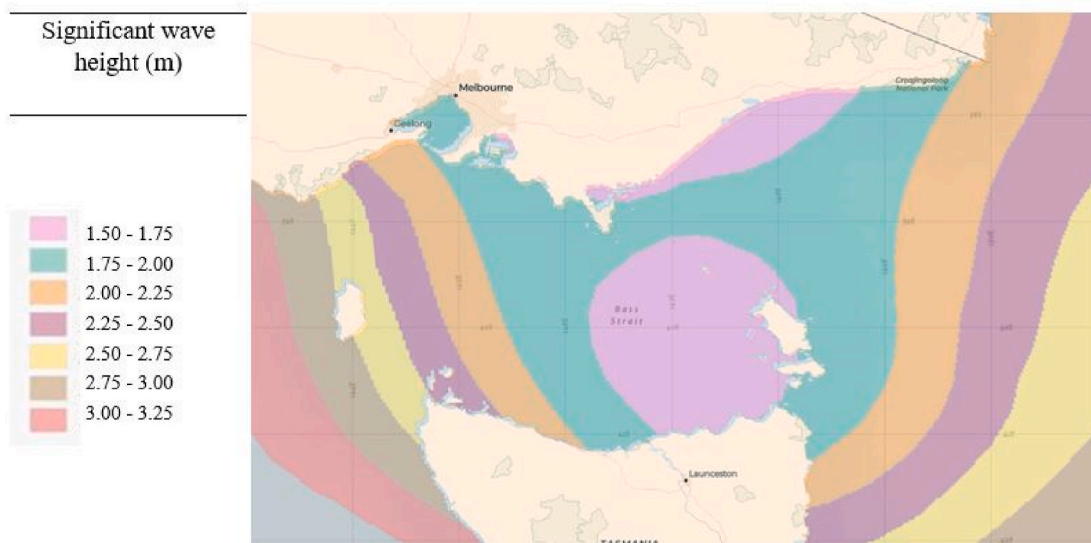 Significant wave
height (m)
1.50 - 1.75
1.75 - 2.00
2.00 - 2.25
2.25 - 2.50
2.50 - 2.75
2.75 - 3.00
3.00 - 3.25
Melbourne
Geelong
Croajingolong
National Park
Bass
Strait
Launceston
TASMANIA